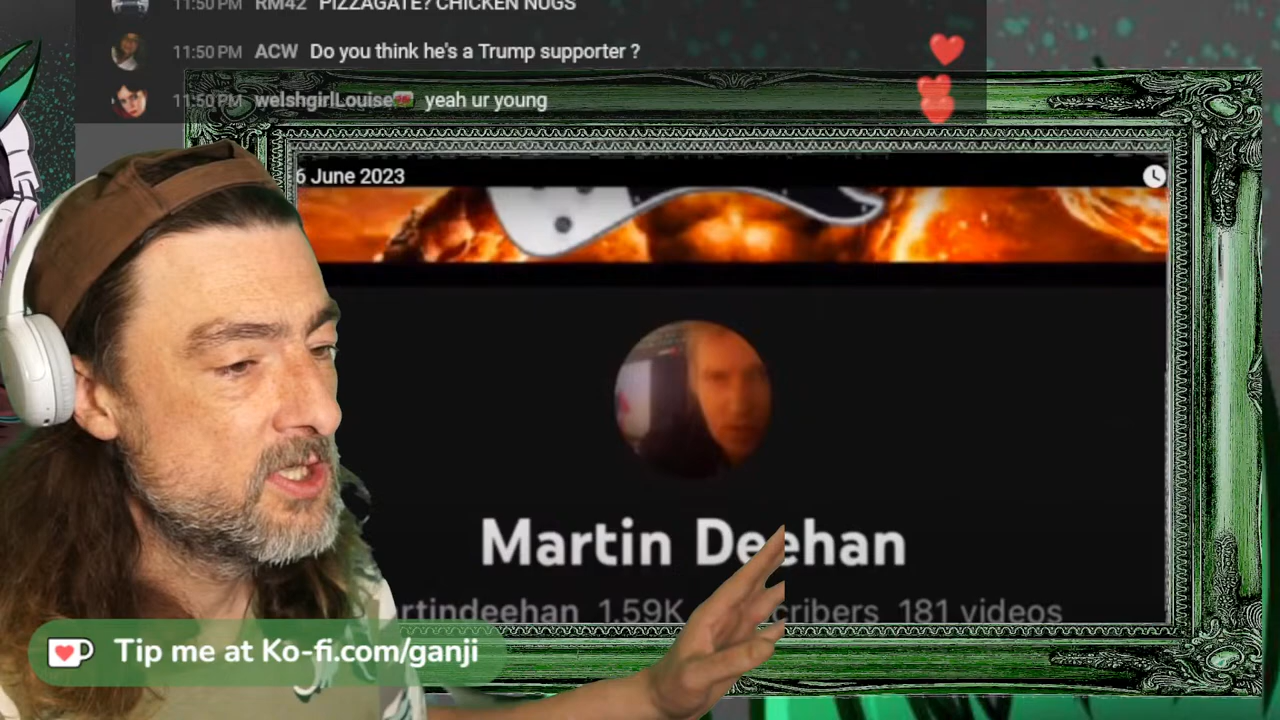 11:50 PM RM42 PIZZAGATE? CHICKEN NUGS
11:50 PM ACW Do you think he's a Trump supporter ?
11:50 PM welshgirlLouise yeah ur young
6 June 2023
Martin Deehan
rtindeehan 1.59K cribers 181 videos
Tip me at Ko-fi.com/ganji